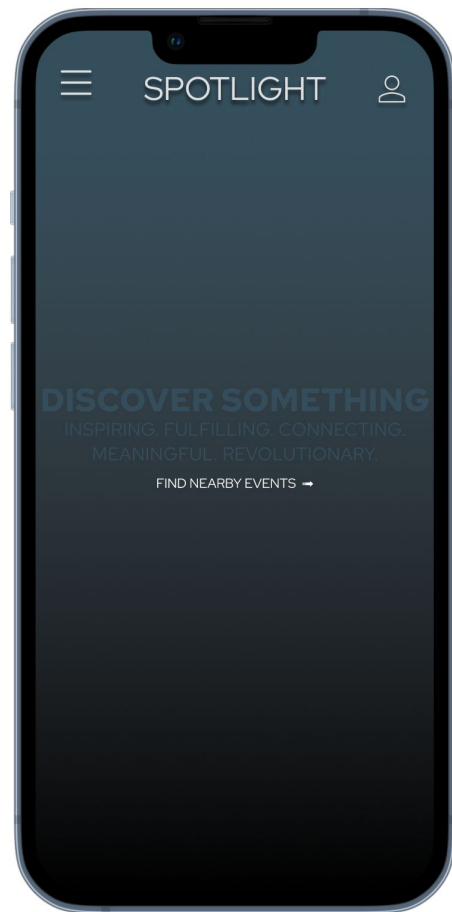 SPOTLIGHT
DISCOVER SOMETHING
INSPIRING. FULFILLING. CONNECTING.
MEANINGFUL. REVOLUTIONARY.
FIND NEARBY EVENTS ➞